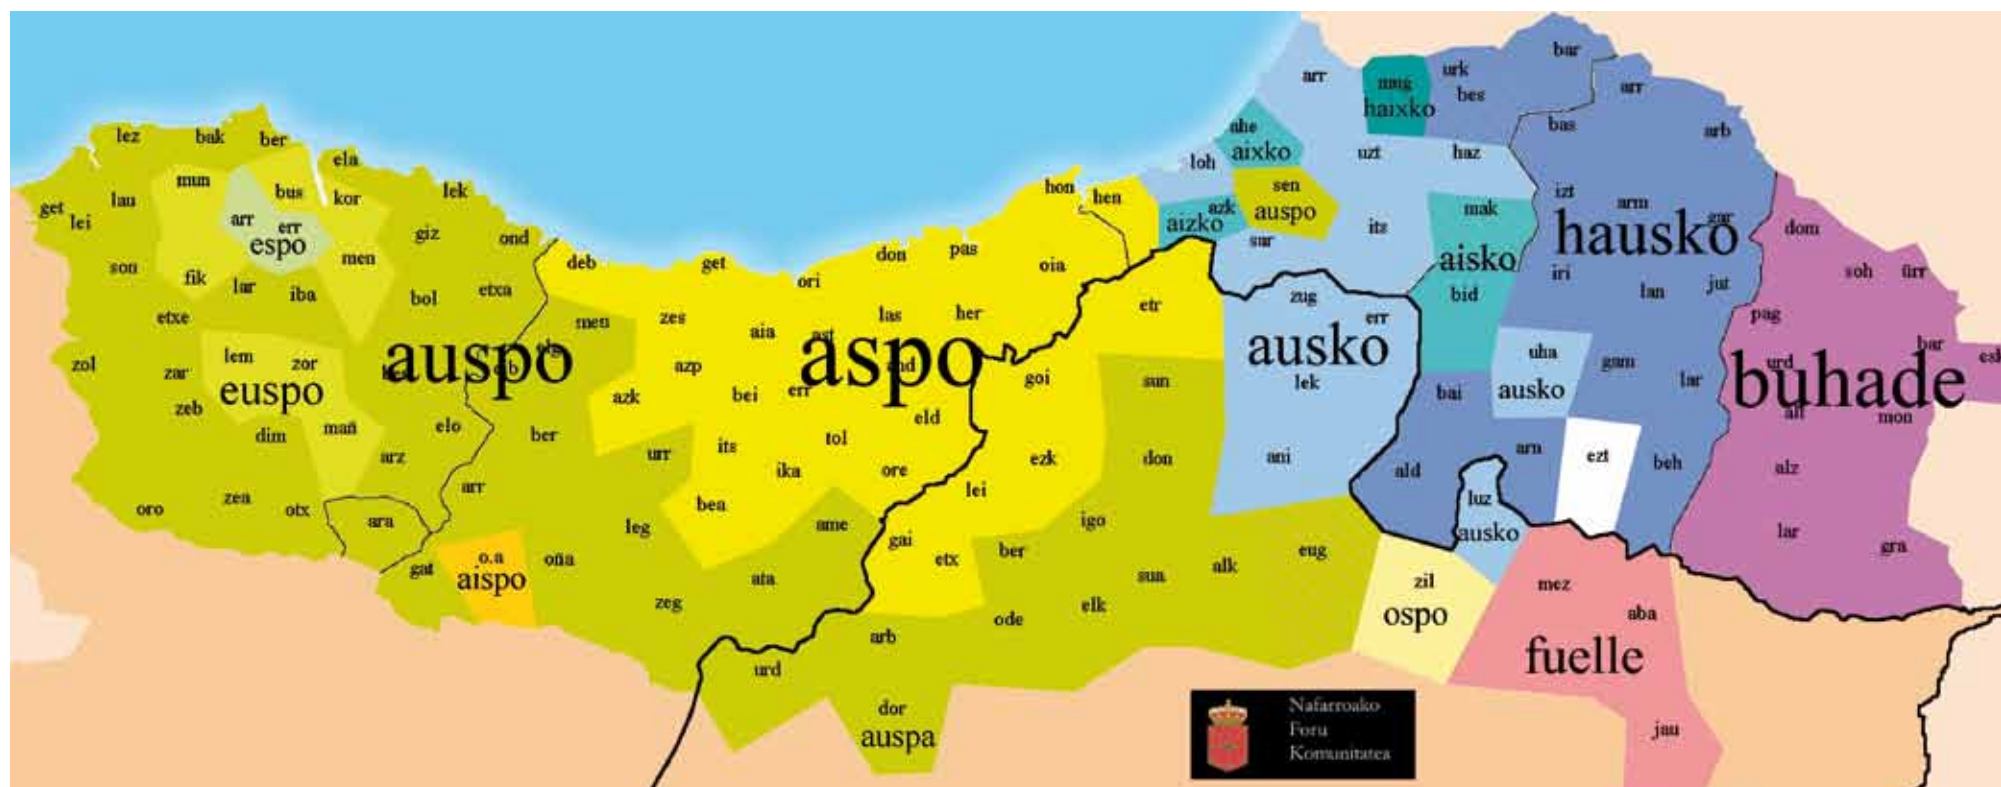 lez
bak
ber
ela
mun
bus
kor
lek
get
lei
lau
arr
err
espo
giz
ond
son
fik
lar
iba
men
bol
etxa
etxe
zol
zar
lem
zor
euspo
zeb
dim
mañ
auspo
elo
arz
oro
zea
otx
ara
gat
o.a
aispo
oña
arr
ber
men
deb
get
ori
don
pas
hon
hen
oia
zes
aia
ast
las
her
azp
azk
bei
err
aspo
eld
its
tol
ika
ore
urr
bea
leg
ame
ata
zeg
urd
arb
dor
auspa
gai
etx
lei
goi
ezk
etr
sun
don
igo
ber
ode
elk
sua
alk
eug
arr
mug
haixko
urk
bes
bar
ahe
aixko
loh
uzt
haz
sen
auspo
azk
aizko
sar
its
mak
aisko
bid
zug
err
ausko
lek
ani
bas
arr
arb
izt
arm
gar
hausko
iri
lan
jut
uha
ausko
gam
lar
bai
ald
arn
ezt
beh
luz
ausko
zil
ospo
mez
aba
fuelle
jau
dom
soh
ürr
pag
bar
esk
urd
buhade
alt
mon
alz
lar
gra
Nafarroako
Foru
Komunitatea